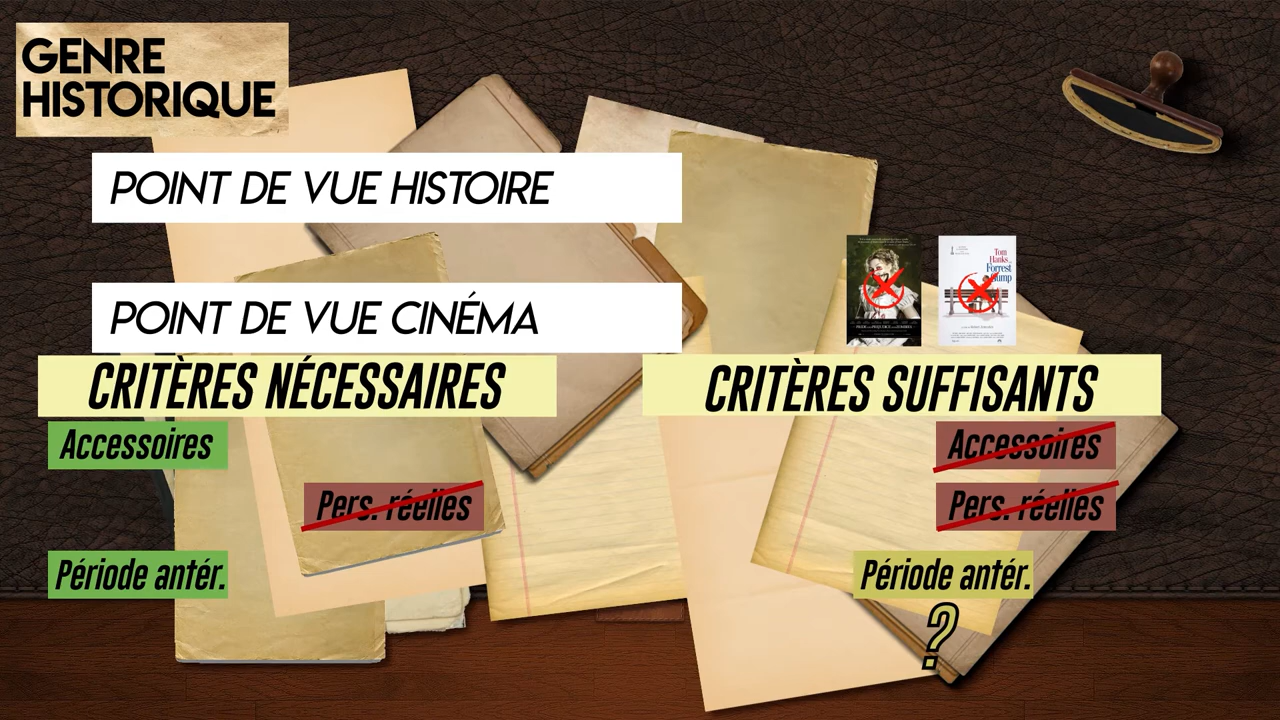 GENRE
HISTORIQUE
POINT DE VUE HISTOIRE
POINT DE VUE CINÉMA
Tom
Hanks
Forrest
Gump
CRITÈRES NÉCESSAIRES
CRITÈRES SUFFISANTS
Accessoires
Accessoires
Pers. réelles
Pers. réelles
Période antér.
Période antér.
?